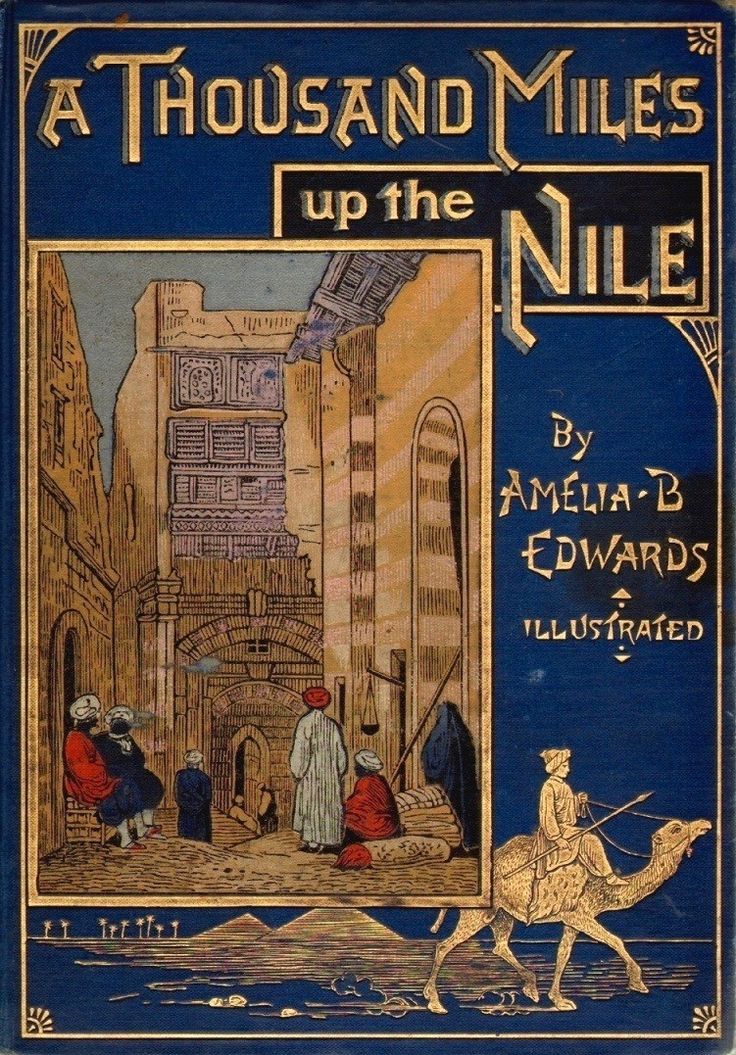 A THOUSAND MILES
up the NILE
By
AMELIA·B
EDWARDS
ILLUSTRATED